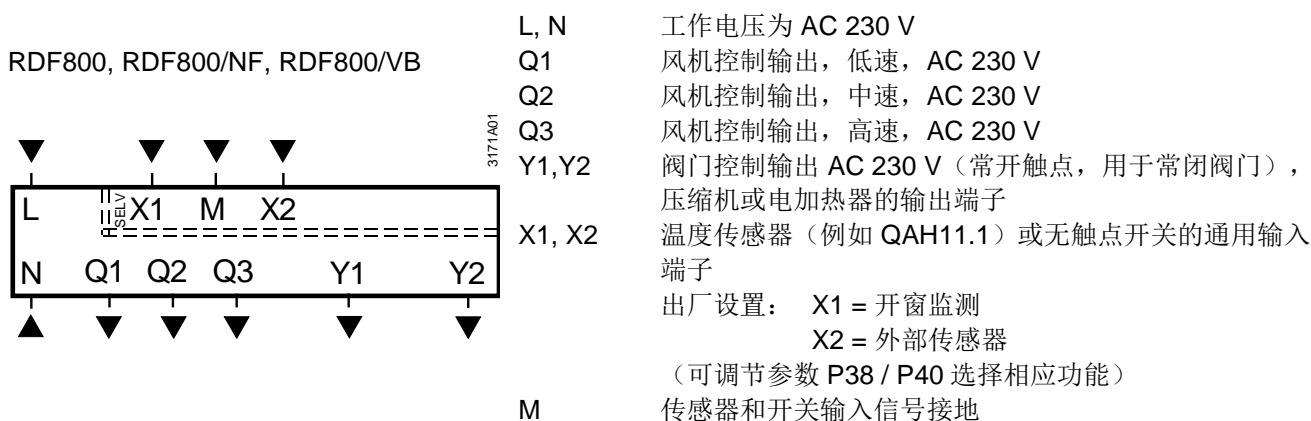 RDF800, RDF800/NF, RDF800/VB
3171A01
L
SELV
X1
M
X2
N
Q1
Q2
Q3
Y1
Y2
L, N 工作电压为 AC 230 V
Q1 风机控制输出，低速，AC 230 V
Q2 风机控制输出，中速，AC 230 V
Q3 风机控制输出，高速，AC 230 V
Y1,Y2 阀门控制输出 AC 230 V（常开触点，用于常闭阀门），
压缩机或电加热器的输出端子
X1, X2 温度传感器（例如 QAH11.1）或无触点开关的通用输入
端子
出厂设置： X1 = 开窗监测
X2 = 外部传感器
（可调节参数 P38 / P40 选择相应功能）
M 传感器和开关输入信号接地